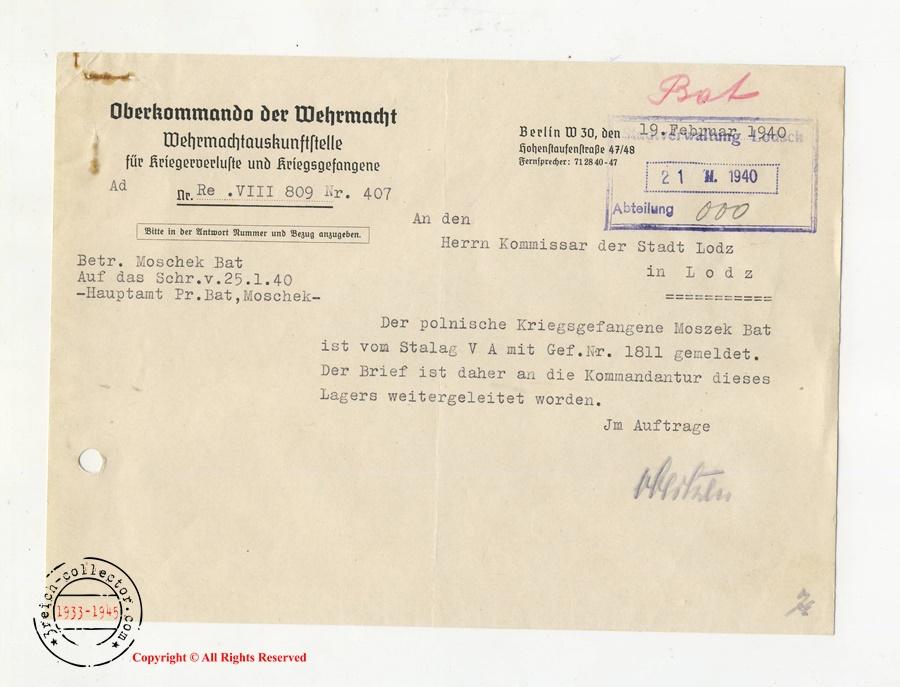 Bat
Oberkommando der Wehrmacht
Wehrmachtauskunftstelle
für Kriegerverluste und Kriegsgefangene
Ad
Nr. Re .VIII 809 Nr. 407
Bitte in der Antwort Nummer und Bezug anzugeben.
Berlin W 30, den 19.Februar 1940
Hohenstaufenstraße 47/48
Fernsprecher: 71 28 40-47
Stadtverwaltung Lodsch
21 1940
Abteilung 000
An den
Herrn Kommissar der Stadt Lodz
in Lodz
===========
Betr. Moschek Bat
Auf das Schr.v.25.1.40
-Hauptamt Pr.Bat,Moschek-
Der polnische Kriegsgefangene Moszek Bat
ist vom Stalag V A mit Gef.Nr. 1811 gemeldet.
Der Brief ist daher an die Kommandantur dieses
Lagers weitergeleitet worden.
Jm Auftrage
3reich-collector.com
1933-1945
Copyright © All Rights Reserved